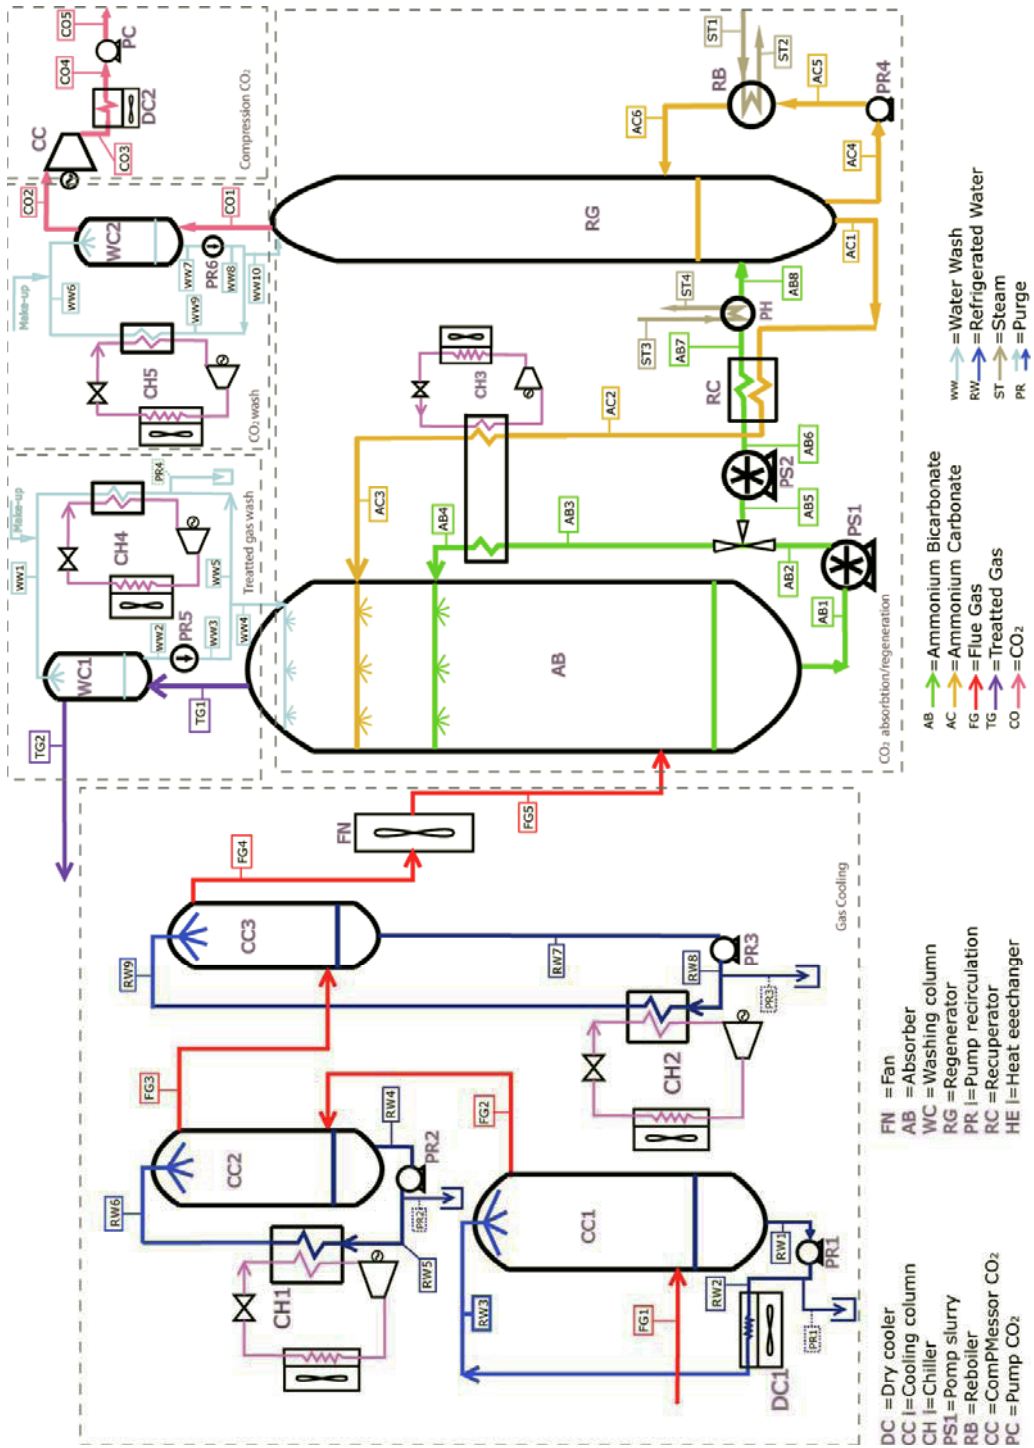 CO5
PC
CO4
DC2
Compression CO₂
CC
CO3
CO2
CO1
WC2
WW7
PR6
WW8
WW10
WW9
WW6
Make-up
CH5
CO₂ wash
ST1
ST2
RB
AC5
PR4
AC6
AC4
RG
AC1
AB8
ST4
PH
ST3
AB7
RC
CH3
AC2
AB6
PS2
AB5
AC3
AB4
AB3
PS1
AB2
AB1
AB
CO₂ absorbtion/regeneration
PR4
Make-up
WW1
CH4
WW5
Treatted gas wash
WW2
PR5
WW3
WW4
WC1
TG1
TG2
FN
FG5
FG4
CC3
Gas Cooling
RW9
RW7
RW8
PR3
PR3
CH2
FG3
FG2
RW4
PR2
CC2
PR2
RW6
RW5
CH1
CC1
RW1
PR1
RW2
PR1
RW3
FG1
DC1
DC =Dry cooler
CC i=Cooling column
CH i=Chiller
PS1=Pomp slurry
RB =Reboiler
CC =ComPMessor CO₂
PC =Pump CO₂
FN =Fan
AB =Absorber
WC =Washing column
RG =Regenerator
PR i=Pump recirculation
RC =Recuperator
HE i=Heat eeechanger
AB =Ammonium Bicarbonate
AC =Ammonium Carbonate
FG =Flue Gas
TG =Treatted Gas
CO =CO₂
WW =Water Wash
RW =Refrigerated Water
ST =Steam
PR =Purge